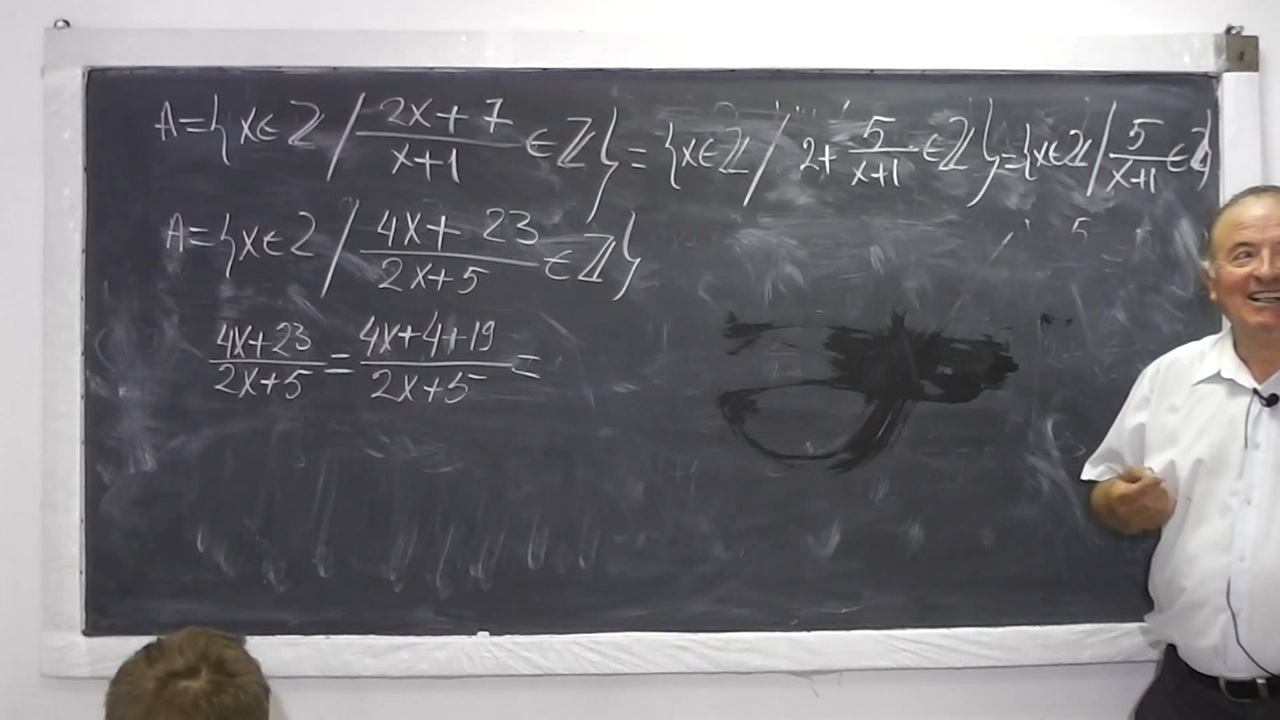 A={x∈Z / (2x+7)/(x+1) ∈ℤ} = {x∈ℤ / 2+ 5/(x+1) ∈ℤ}={x∈ℤ / 5/(x+1) ∈ℤ}
A={x∈Z / (4x+23)/(2x+5) ∈ℤ}
(4x+23)/(2x+5) = (4x+4+19)/(2x+5) =